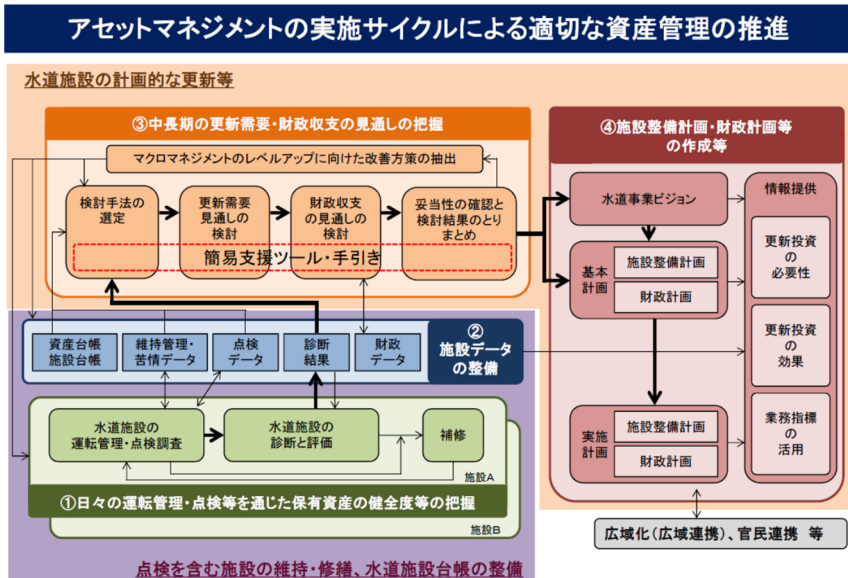 アセットマネジメントの実施サイクルによる適切な資産管理の推進
水道施設の計画的な更新等
③中長期の更新需要・財政収支の見通しの把握
マクロマネジメントのレベルアップに向けた改善方策の抽出
検討手法の
選定
更新需要
見通しの
検討
財政収支
の見通しの
検討
妥当性の確認と
検討結果のとり
まとめ
簡易支援ツール・手引き
④施設整備計画・財政計画等
の作成等
水道事業ビジョン
基本
計画
施設整備計画
財政計画
実施
計画
施設整備計画
財政計画
情報提供
更新投資
の
必要性
更新投資
の
効果
業務指標
の
活用
資産台帳
施設台帳
維持管理・
苦情データ
点検
データ
診断
結果
財政
データ
②
施設データ
の整備
水道施設の
運転管理・点検調査
水道施設の
診断と評価
補修
施設A
①日々の運転管理・点検等を通じた保有資産の健全度等の把握
施設B
広域化(広域連携)、官民連携 等
点検を含む施設の維持・修繕、水道施設台帳の整備